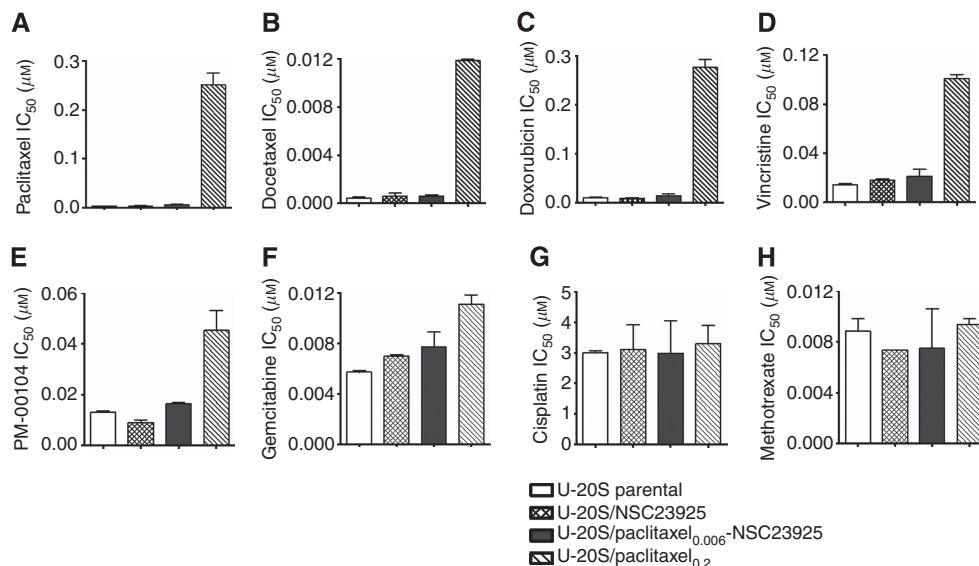 A
Paclitaxel IC50 (μM)
0.3
0.2
0.1
0.0
B
Docetaxel IC50 (μM)
0.012
0.008
0.004
0.000
C
Doxorubicin IC50 (μM)
0.3
0.2
0.1
0.0
D
Vincristine IC50 (μM)
0.12
0.08
0.04
0.00
E
PM-00104 IC50 (μM)
0.06
0.04
0.02
0.00
F
Gemcitabine IC50 (μM)
0.012
0.008
0.004
0.000
G
Cisplatin IC50 (μM)
5
4
3
2
1
0
H
Methotrexate IC50 (μM)
0.012
0.008
0.004
0.000
U-20S parental
U-20S/NSC23925
U-20S/paclitaxel0.006-NSC23925
U-20S/paclitaxel0.2